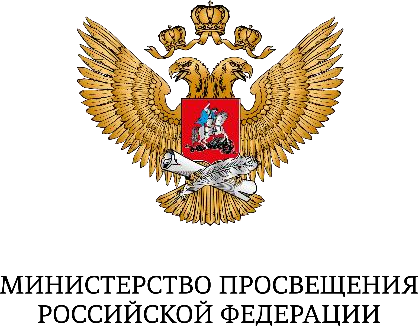 МИНИСТЕРСТВО ПРОСВЕЩЕНИЯ
РОССИЙСКОЙ ФЕДЕРАЦИИ